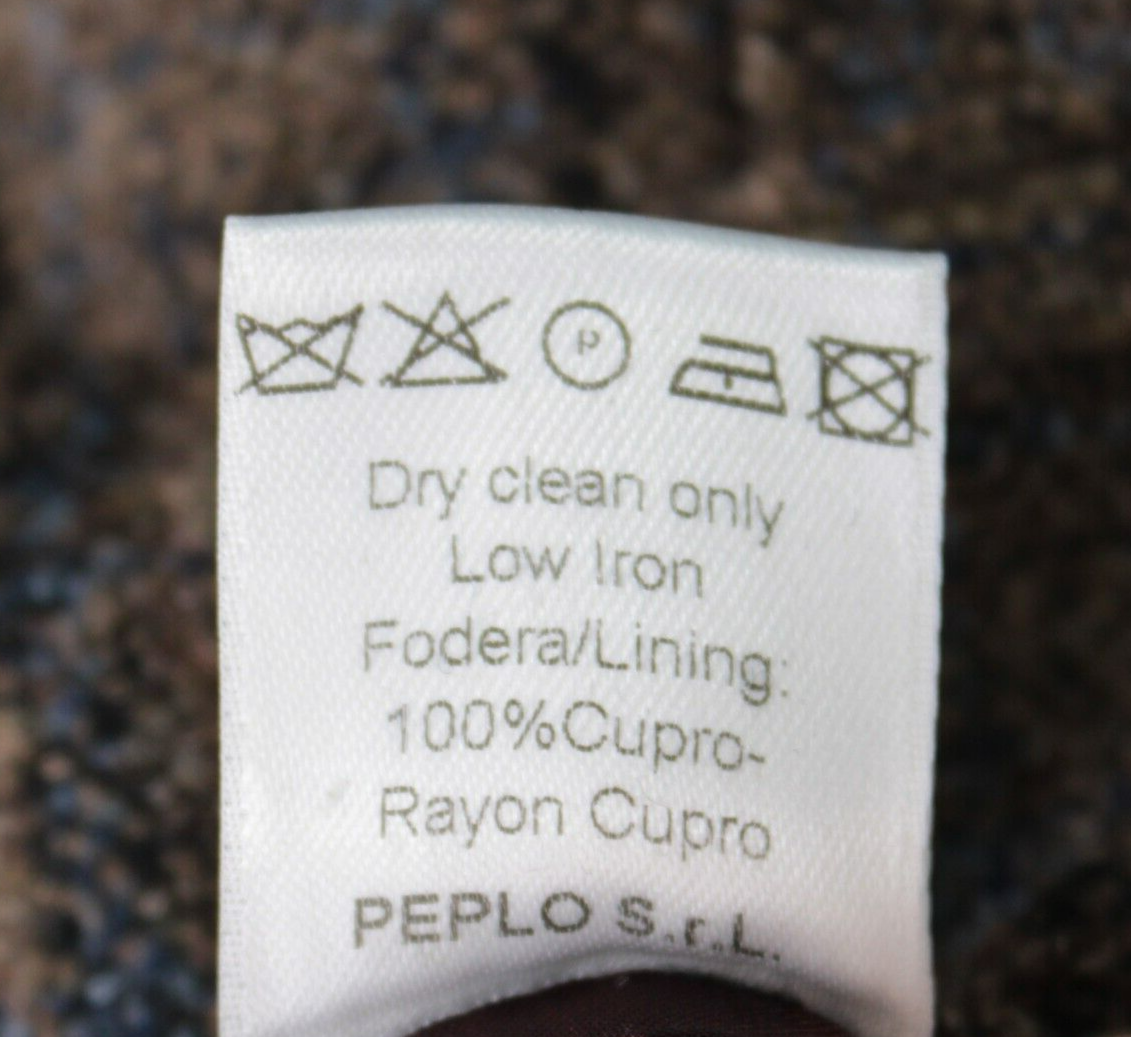 P
Dry clean only
Low Iron
Fodera/Lining:
100%Cupro-
Rayon Cupro
PEPLO S.r.L.